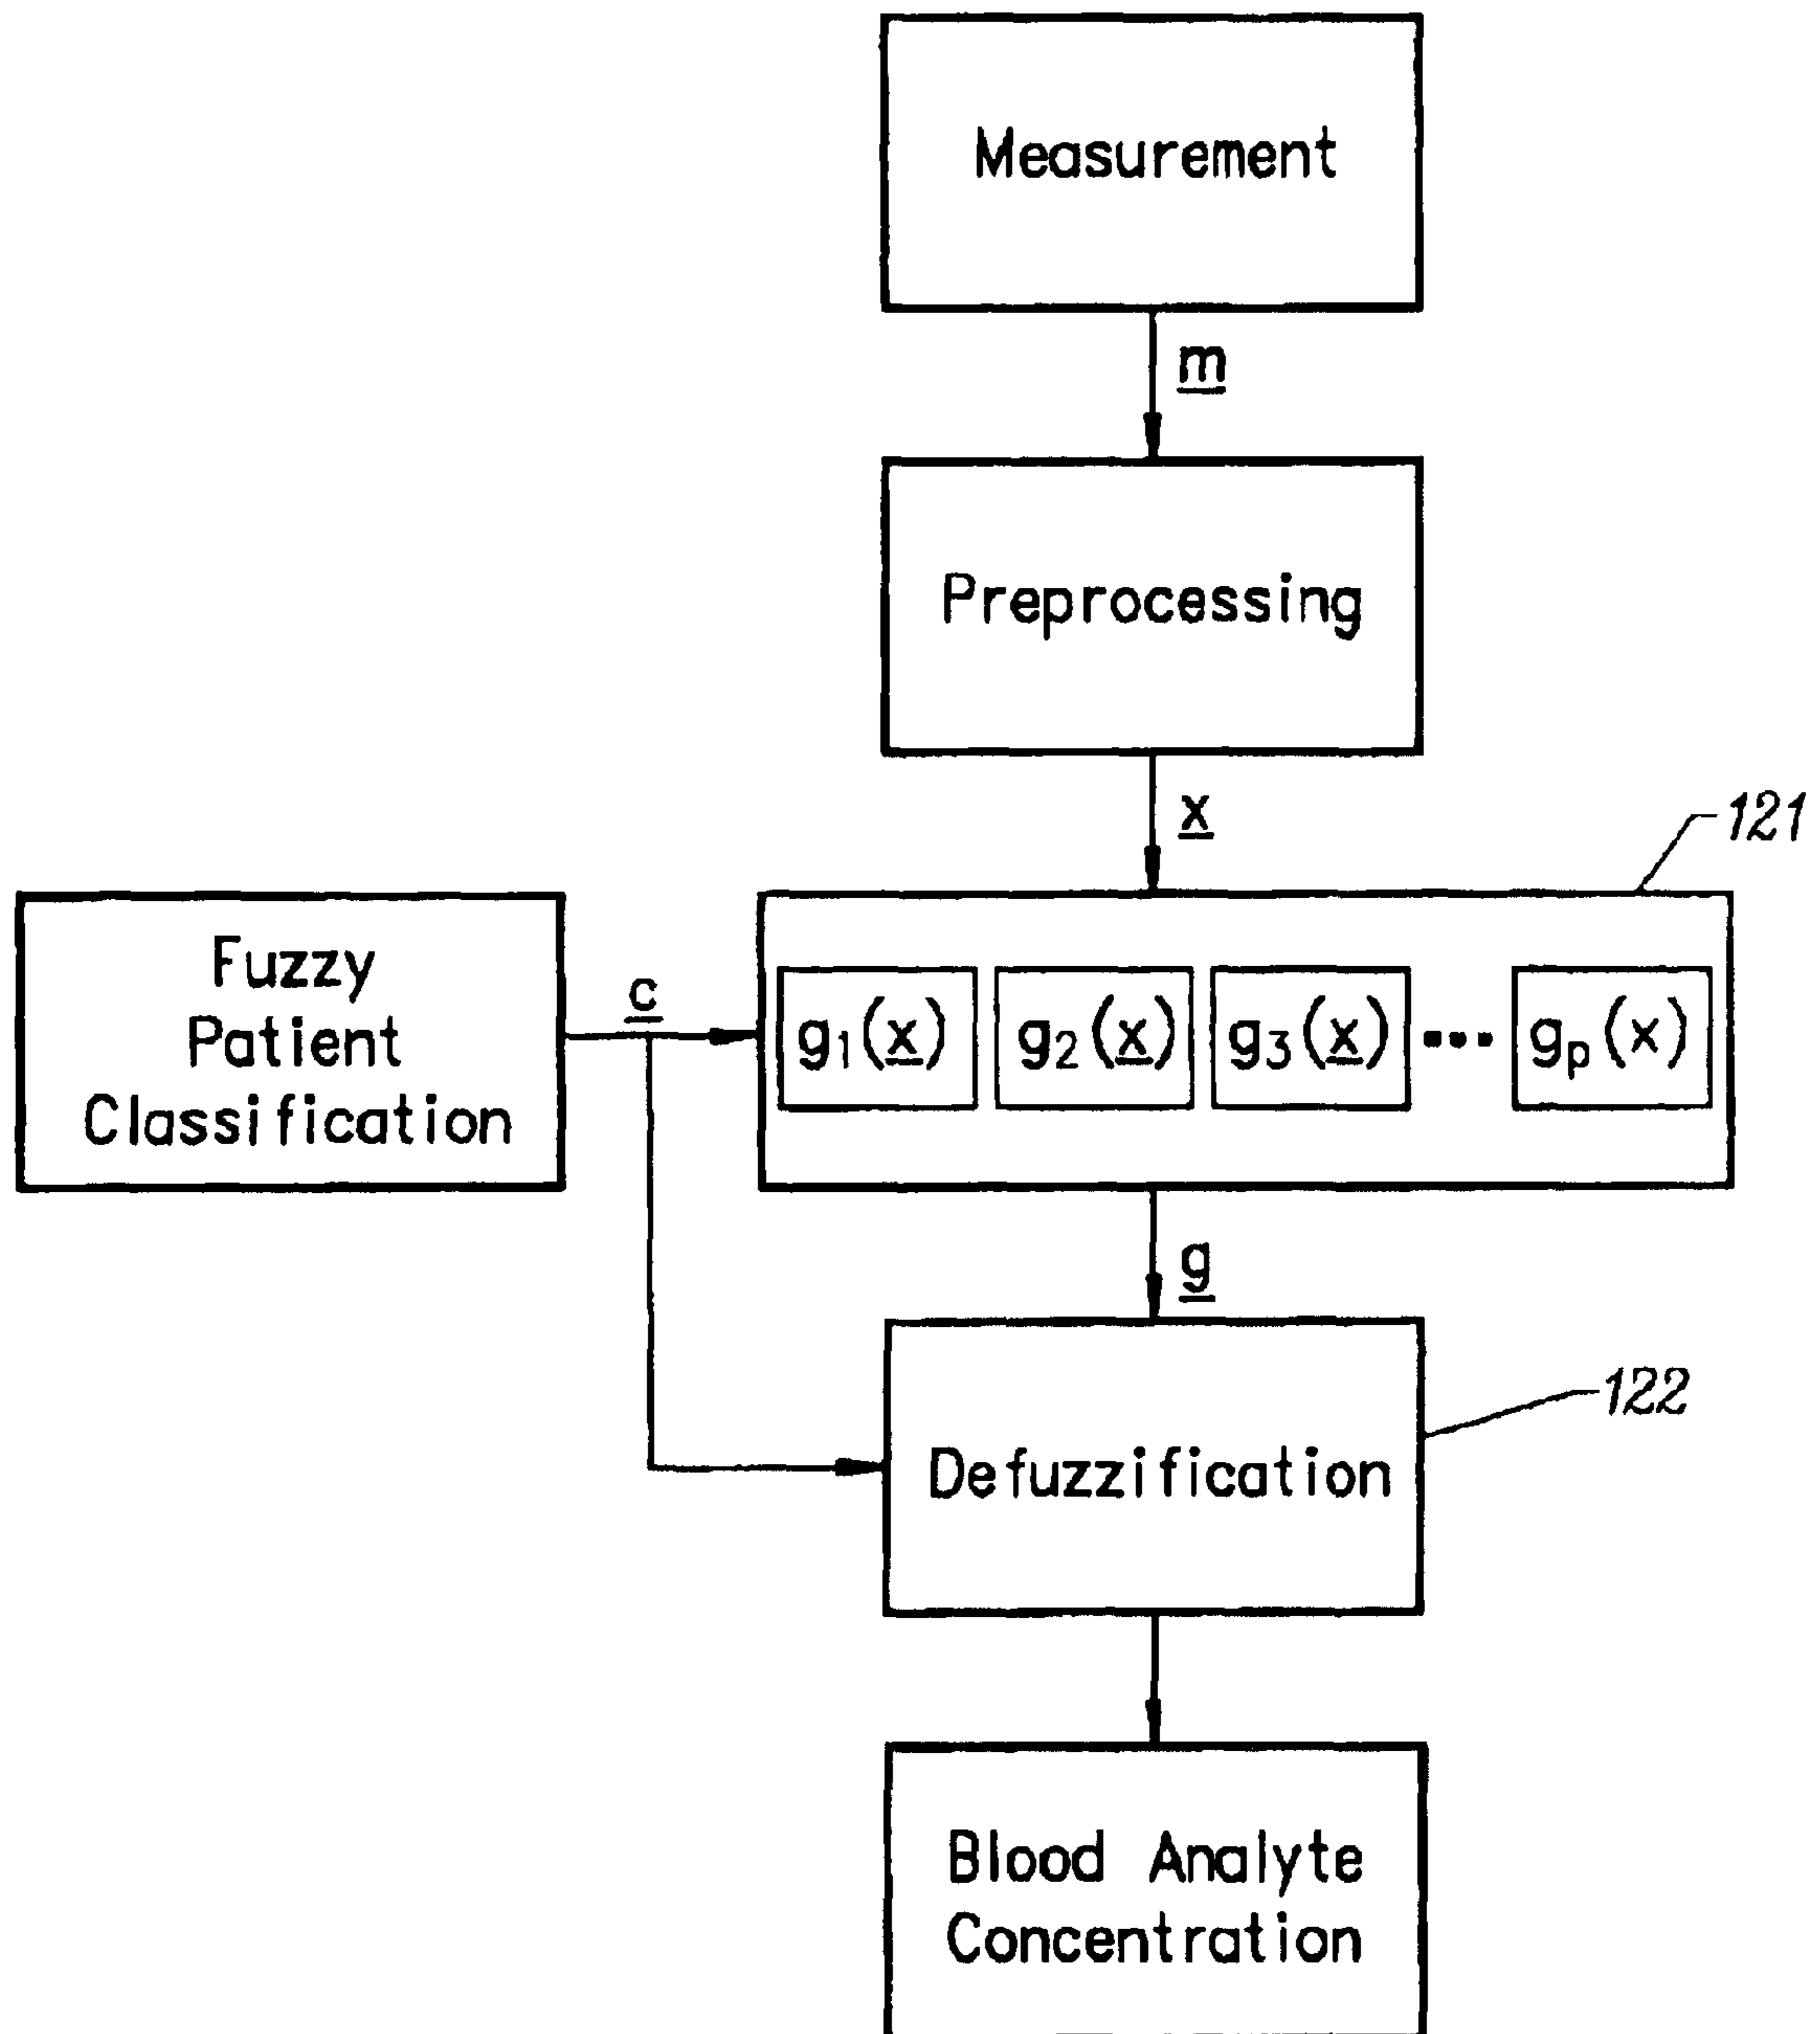 Measurement
m
Preprocessing
x
121
Fuzzy
Patient
Classification
c
g1(x) g2(x) g3(x) ... gp(x)
g
122
Defuzzification
Blood Analyte
Concentration